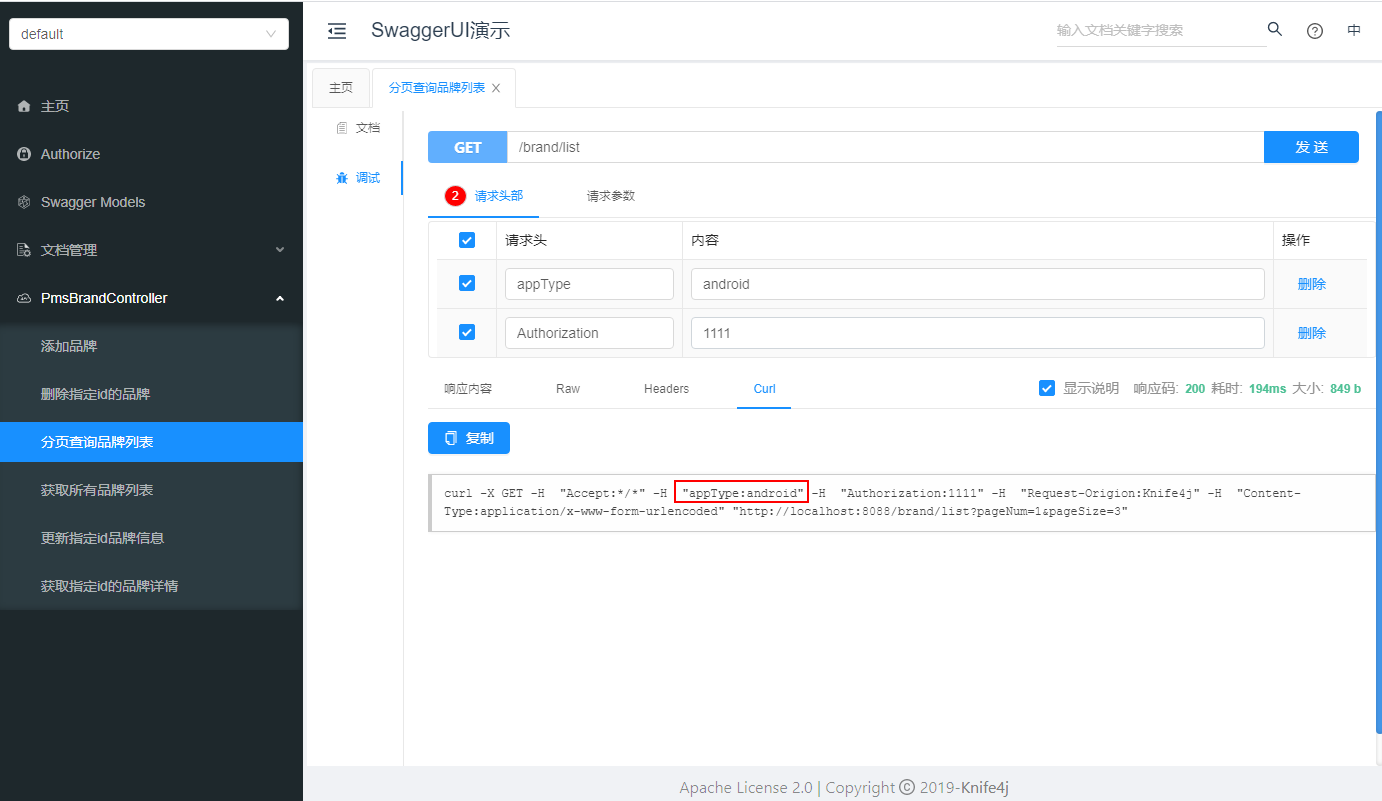 default
主页
Authorize
Swagger Models
文档管理
PmsBrandController
添加品牌
删除指定id的品牌
分页查询品牌列表
获取所有品牌列表
更新指定id品牌信息
获取指定id的品牌详情
SwaggerUI演示
输入文档关键字搜索
中
主页
分页查询品牌列表
文档
调试
GET /brand/list 发 送
2 请求头部 请求参数
请求头 内容 操作
appType android 删除
Authorization 1111 删除
响应内容 Raw Headers Curl 显示说明 响应码: 200 耗时: 194ms 大小: 849 b
复制
curl -X GET -H  "Accept:*/*" -H  "appType:android" -H  "Authorization:1111" -H  "Request-Origion:Knife4j" -H  "Content-
Type:application/x-www-form-urlencoded" "http://localhost:8088/brand/list?pageNum=1&pageSize=3"
Apache License 2.0 | Copyright © 2019-Knife4j